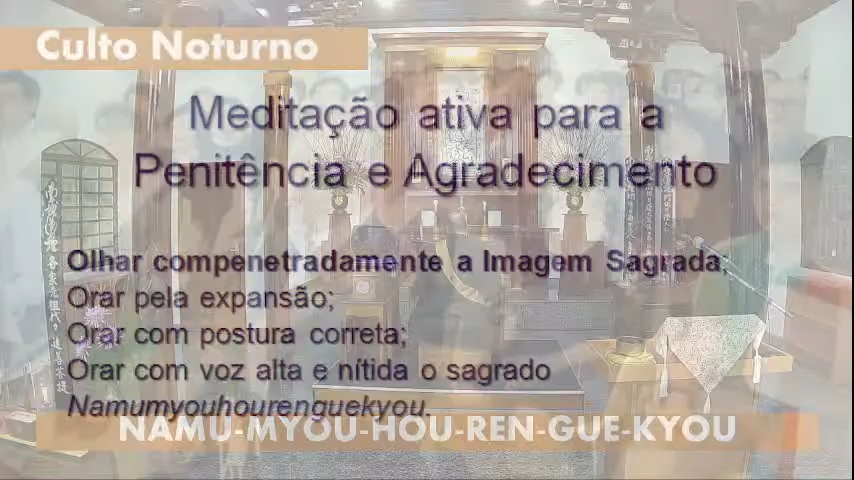 Culto Noturno
Meditação ativa para a
Penitência e Agradecimento
Olhar compenetradamente a Imagem Sagrada;
Orar pela expansão;
Orar com postura correta;
Orar com voz alta e nítida o sagrado
Namumyouhourenguekyou.
NAMU-MYOU-HOU-REN-GUE-KYOU